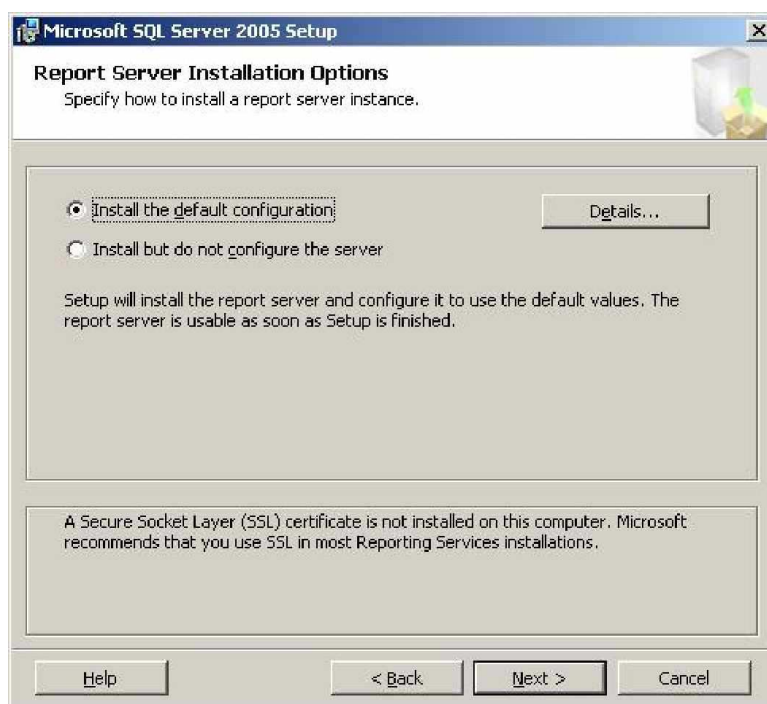 Microsoft SQL Server 2005 Setup
Report Server Installation Options
Specify how to install a report server instance.
Install the default configuration
Details...
Install but do not configure the server
Setup will install the report server and configure it to use the default values. The
report server is usable as soon as Setup is finished.
A Secure Socket Layer (SSL) certificate is not installed on this computer. Microsoft
recommends that you use SSL in most Reporting Services installations.
Help
< Back
Next >
Cancel